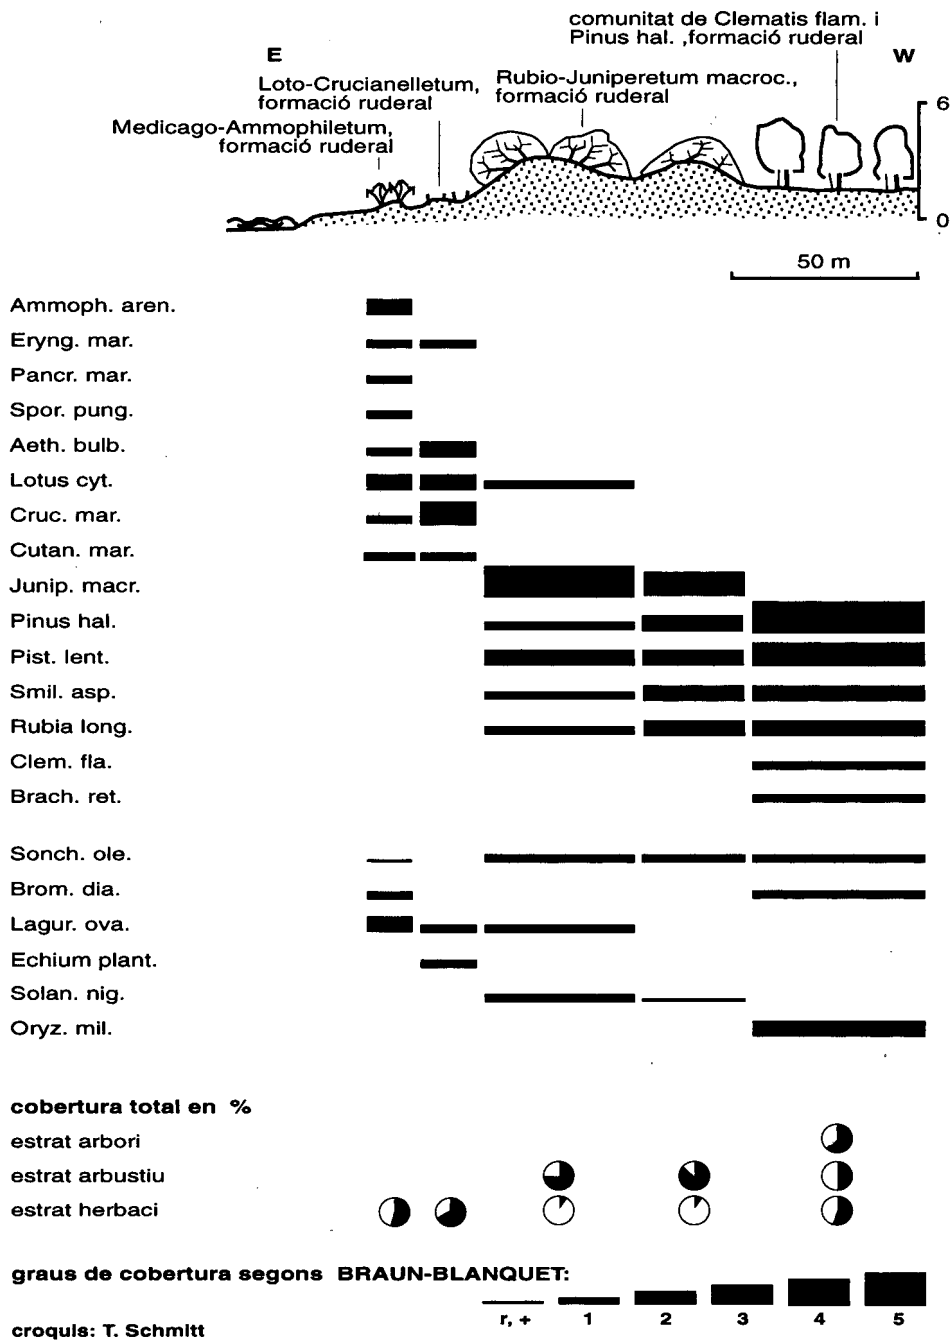 comunitat de Clematis flam. i
Pinus hal. ,formació ruderal
E
W
Loto-Crucianelletum,
formació ruderal
Rubio-Juniperetum macroc.,
formació ruderal
Medicago-Ammophiletum,
formació ruderal
6
0
50 m
Ammoph. aren.
Eryng. mar.
Pancr. mar.
Spor. pung.
Aeth. bulb.
Lotus cyt.
Cruc. mar.
Cutan. mar.
Junip. macr.
Pinus hal.
Pist. lent.
Smil. asp.
Rubia long.
Clem. fla.
Brach. ret.
Sonch. ole.
Brom. dia.
Lagur. ova.
Echium plant.
Solan. nig.
Oryz. mil.
cobertura total en %
estrat arbori
estrat arbustiu
estrat herbaci
graus de cobertura segons BRAUN-BLANQUET:
r, + 1 2 3 4 5
croquis: T. Schmitt